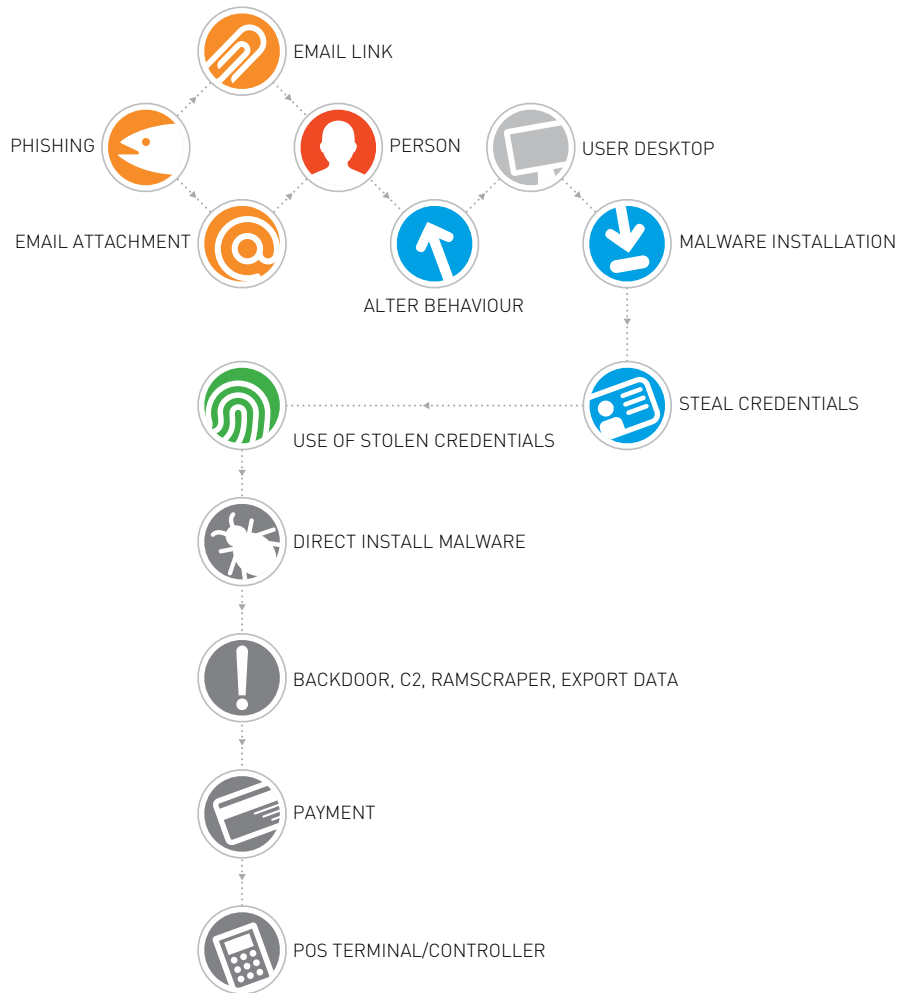 EMAIL LINK
PHISHING
PERSON
USER DESKTOP
EMAIL ATTACHMENT
MALWARE INSTALLATION
ALTER BEHAVIOUR
STEAL CREDENTIALS
USE OF STOLEN CREDENTIALS
DIRECT INSTALL MALWARE
BACKDOOR, C2, RAMSCRAPER, EXPORT DATA
PAYMENT
POS TERMINAL/CONTROLLER